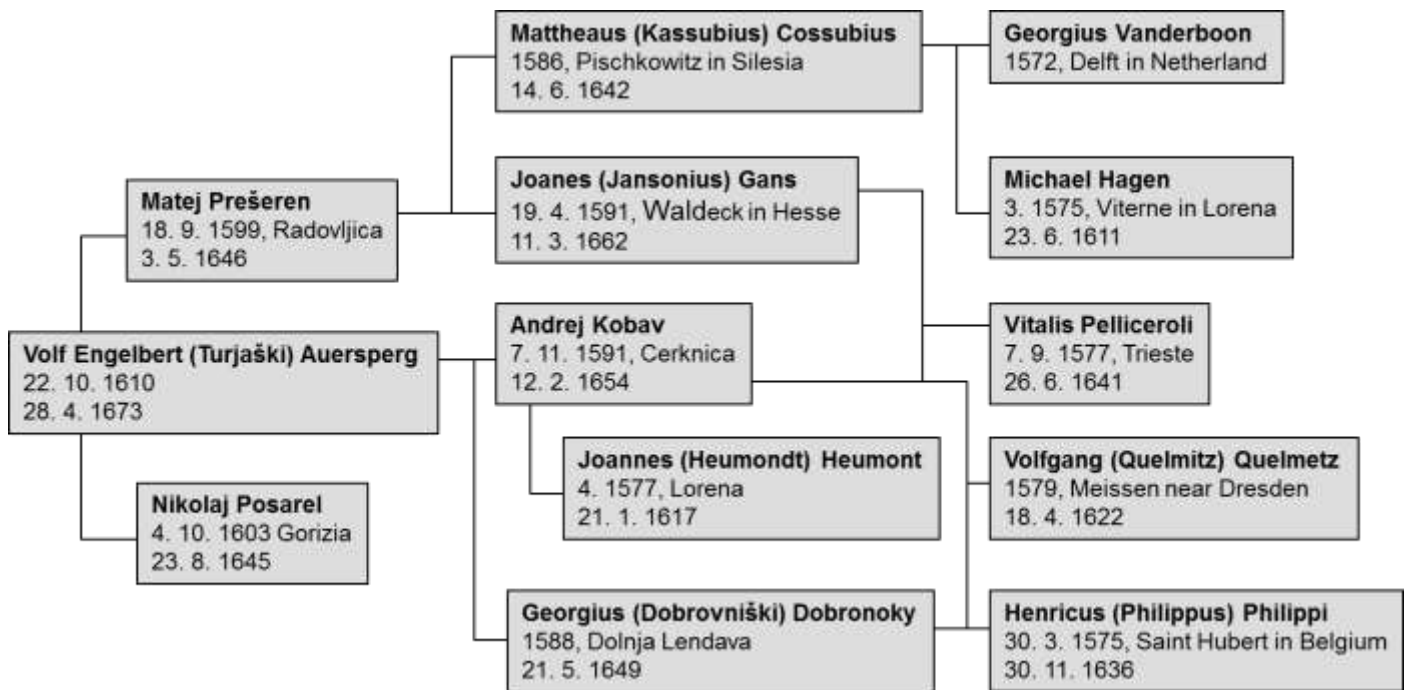 Mattheaus (Kassubius) Cossubius
1586, Pischkowitz in Silesia
14. 6. 1642
Georgius Vanderboon
1572, Delft in Netherland
Matej Prešeren
18. 9. 1599, Radovljica
3. 5. 1646
Joanes (Jansonius) Gans
19. 4. 1591, Waldeck in Hesse
11. 3. 1662
Michael Hagen
3. 1575, Viterne in Lorena
23. 6. 1611
Volf Engelbert (Turjaški) Auersperg
22. 10. 1610
28. 4. 1673
Andrej Kobav
7. 11. 1591, Cerknica
12. 2. 1654
Vitalis Pelliceroli
7. 9. 1577, Trieste
26. 6. 1641
Nikolaj Posarel
4. 10. 1603 Gorizia
23. 8. 1645
Joannes (Heumondt) Heumont
4. 1577, Lorena
21. 1. 1617
Volfgang (Quelmitz) Quelmetz
1579, Meissen near Dresden
18. 4. 1622
Georgius (Dobrovniški) Dobronoky
1588, Dolnja Lendava
21. 5. 1649
Henricus (Philippus) Philippi
30. 3. 1575, Saint Hubert in Belgium
30. 11. 1636